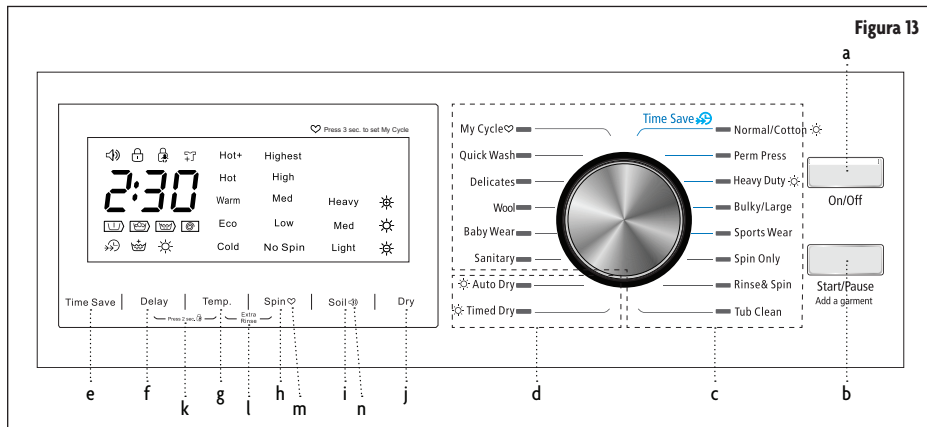 Figura 13
a
Press 3 sec. to set My Cycle
Hot+ Highest
Hot High
Warm Med Heavy
Eco Low Med
Cold No Spin Light
2:30
Time Save Delay Temp. Spin Soil Dry
Press 2 sec.
Extra
Rinse
Time Save
My Cycle
Quick Wash
Delicates
Wool
Baby Wear
Sanitary
Auto Dry
Timed Dry
Normal/Cotton
Perm Press
Heavy Duty
Bulky/Large
Sports Wear
Spin Only
Rinse& Spin
Tub Clean
On/Off
Start/Pause
Add a garment
e f g h i j d c b
k l m n